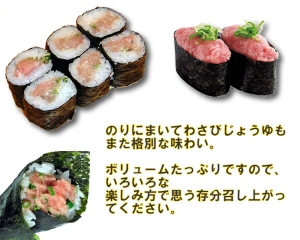 のりにまいてわさびじょうゆも
また格別な味わい。
ボリュームたっぷりですので、
いろいろな
楽しみ方で思う存分召し上がっ
てください。